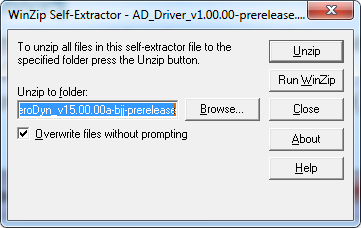 WinZip Self-Extractor - AD_Driver_v1.00.00-prerelease....
To unzip all files in this self-extractor file to the
specified folder press the Unzip button.
Unzip to folder:
eroDyn_v15.00.00a-bjj-prerelease
Browse...
Overwrite files without prompting
Unzip
Run WinZip
Close
About
Help